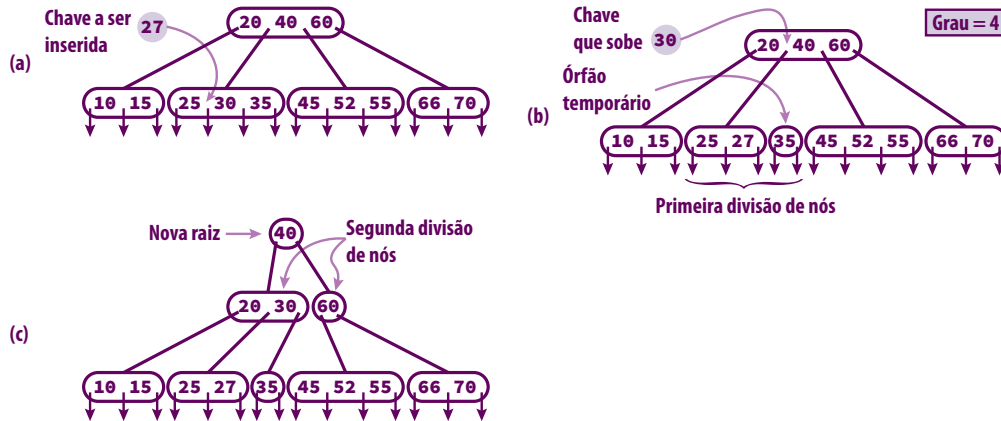 Chave a ser
inserida
27
20 40 60
(a)
10 15 25 30 35 45 52 55 66 70
Chave
que sobe 30
Grau = 4
20 40 60
Órfão
temporário
(b)
10 15 25 27 35 45 52 55 66 70
Primeira divisão de nós
Nova raiz
40
Segunda divisão
de nós
20 30 60
(c)
10 15 25 27 35 45 52 55 66 70